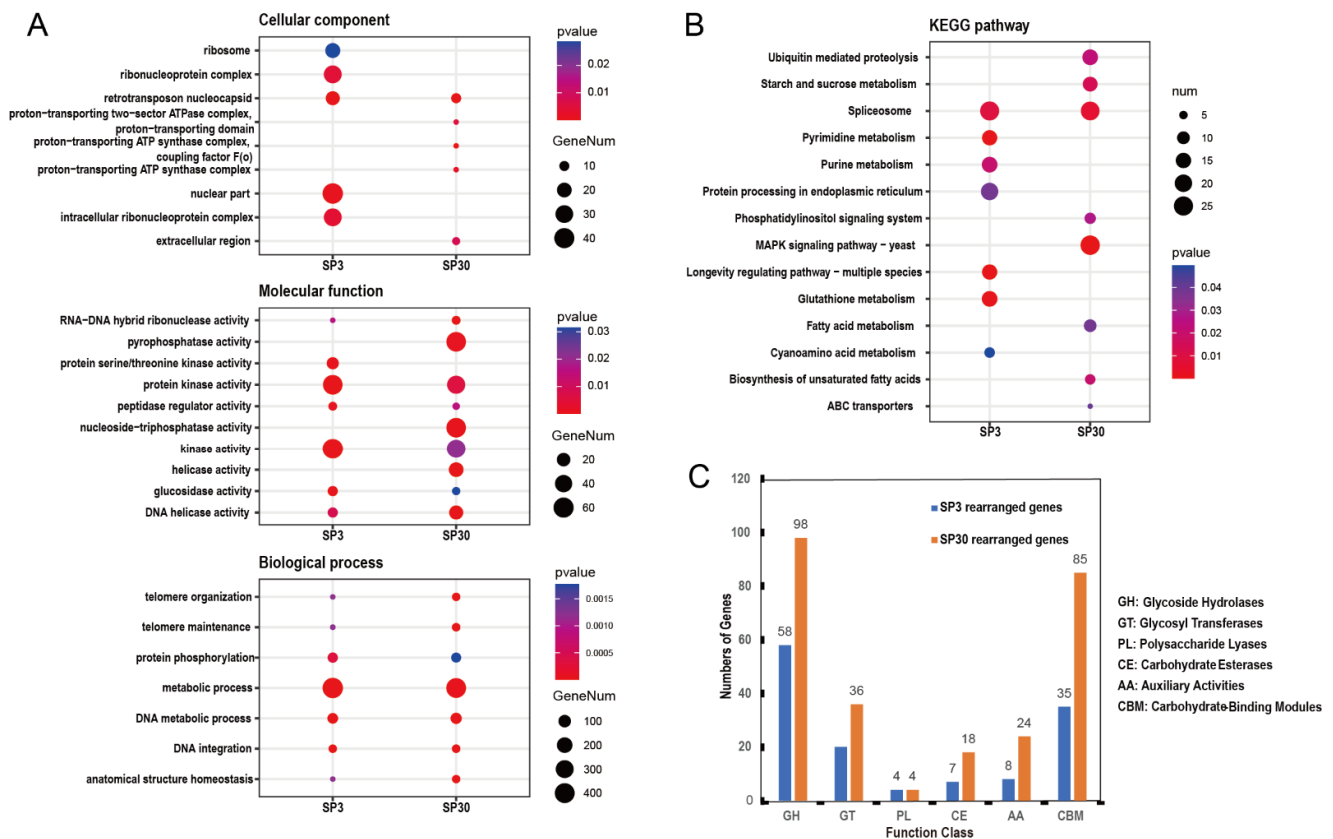 A
Cellular component
ribosome
ribonucleoprotein complex
retrotransposon nucleocapsid
proton−transporting two−sector ATPase complex,
proton−transporting domain
proton−transporting ATP synthase complex,
coupling factor F(o)
proton−transporting ATP synthase complex
nuclear part
intracellular ribonucleoprotein complex
extracellular region
SP3
SP30
pvalue
0.02
0.01
GeneNum
10
20
30
40
Molecular function
RNA−DNA hybrid ribonuclease activity
pyrophosphatase activity
protein serine/threonine kinase activity
protein kinase activity
peptidase regulator activity
nucleoside−triphosphatase activity
kinase activity
helicase activity
glucosidase activity
DNA helicase activity
SP3
SP30
pvalue
0.03
0.02
0.01
GeneNum
20
40
60
Biological process
telomere organization
telomere maintenance
protein phosphorylation
metabolic process
DNA metabolic process
DNA integration
anatomical structure homeostasis
SP3
SP30
pvalue
0.0015
0.0010
0.0005
GeneNum
100
200
300
400
B
KEGG pathway
Ubiquitin mediated proteolysis
Starch and sucrose metabolism
Spliceosome
Pyrimidine metabolism
Purine metabolism
Protein processing in endoplasmic reticulum
Phosphatidylinositol signaling system
MAPK signaling pathway − yeast
Longevity regulating pathway − multiple species
Glutathione metabolism
Fatty acid metabolism
Cyanoamino acid metabolism
Biosynthesis of unsaturated fatty acids
ABC transporters
SP3
SP30
num
5
10
15
20
25
pvalue
0.04
0.03
0.02
0.01
C
Numbers of Genes
120
100
80
60
40
20
0
SP3 rearranged genes
SP30 rearranged genes
58
98
36
4
4
7
18
8
24
35
85
GH
GT
PL
CE
AA
CBM
Function Class
GH: Glycoside Hydrolases
GT: Glycosyl Transferases
PL: Polysaccharide Lyases
CE: Carbohydrate Esterases
AA: Auxiliary Activities
CBM: Carbohydrate-Binding Modules